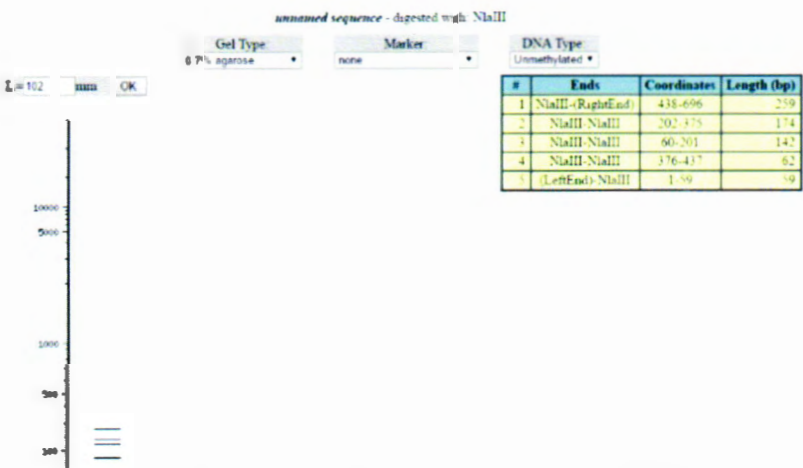 unnamed sequence - digested with: NlaIII
Gel Type: Marker: DNA Type:
0.7% agarose none Unmethylated
L = 102 mm OK
# Ends Coordinates Length (bp)
1 NlaIII-(RightEnd) 438-696 259
2 NlaIII-NlaIII 202-375 174
3 NlaIII-NlaIII 60-201 142
4 NlaIII-NlaIII 376-437 62
5 (LeftEnd)-NlaIII 1-59 59
10000
5000
1000
500
100